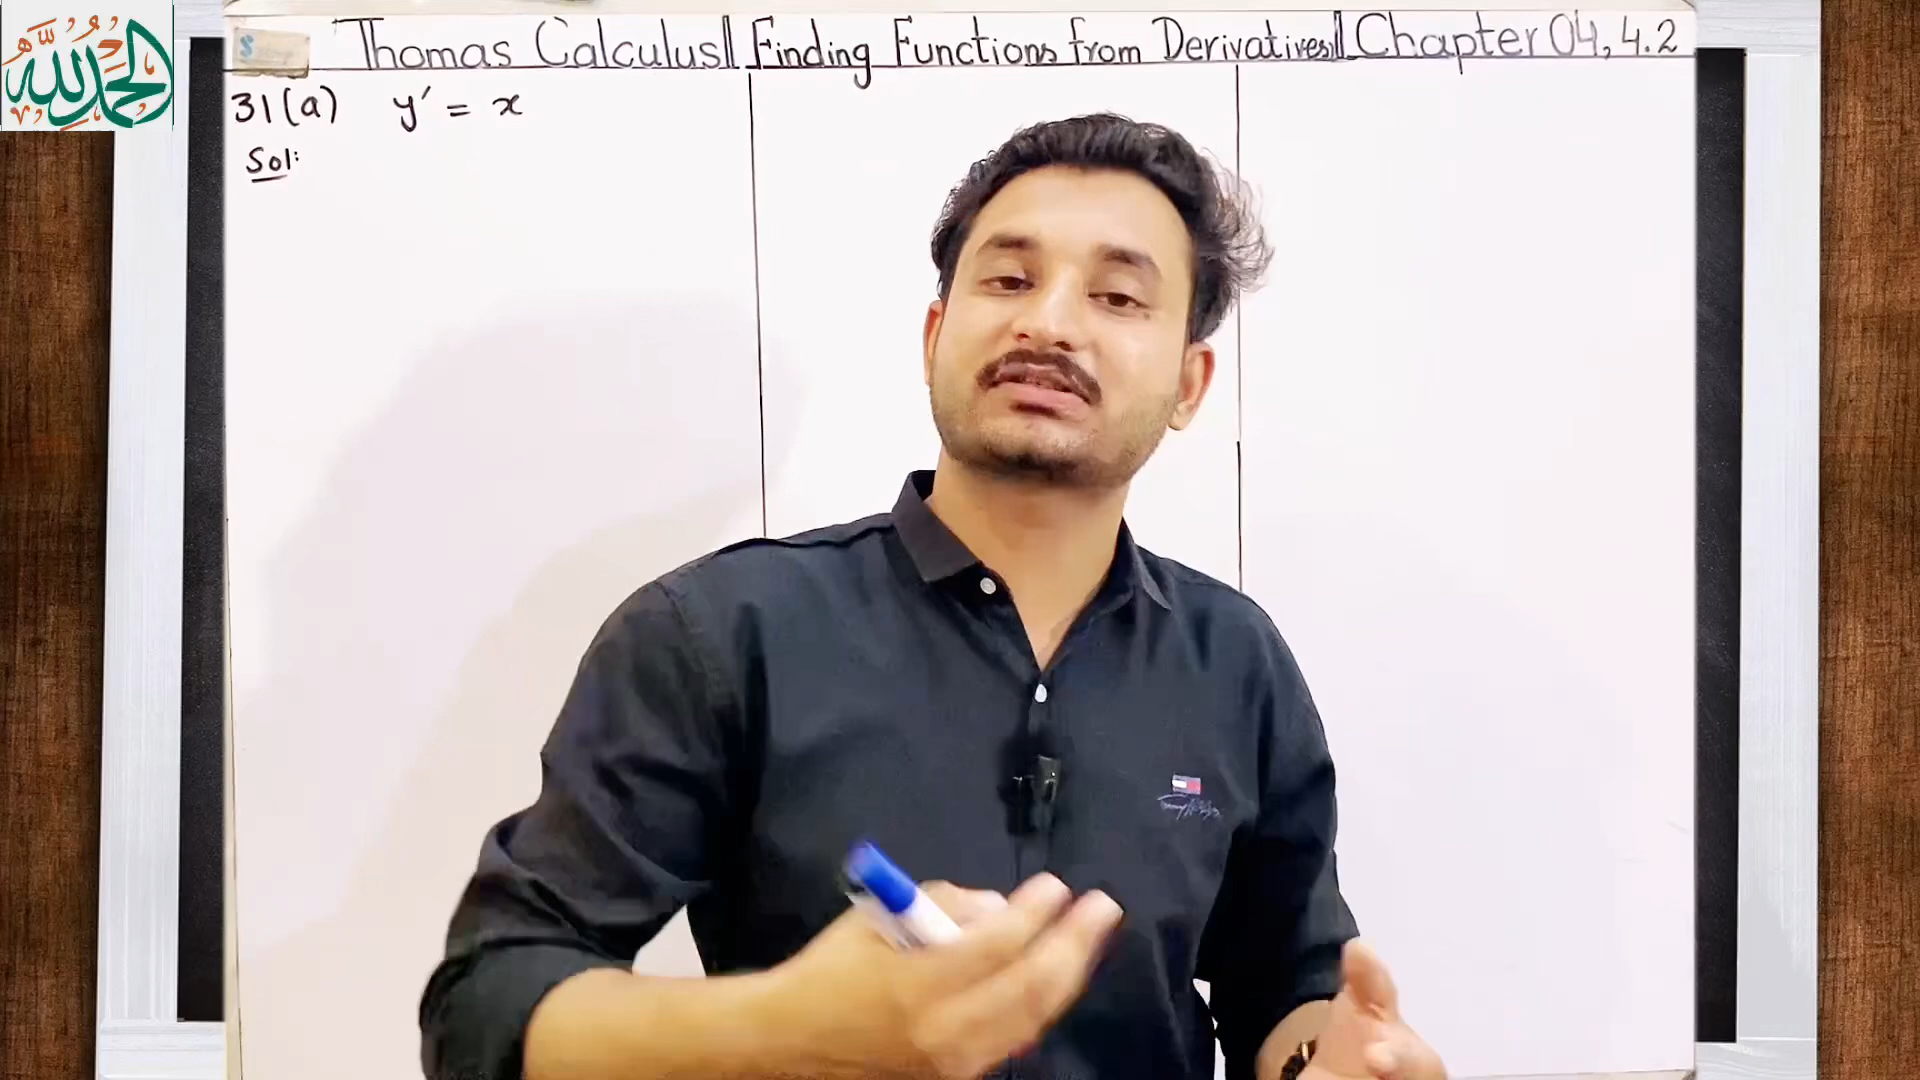 الحمد لله
Thomas Calculus|| Finding Functions from Derivatives|| Chapter 04, 4.2
31(a) y' = x
Sol: